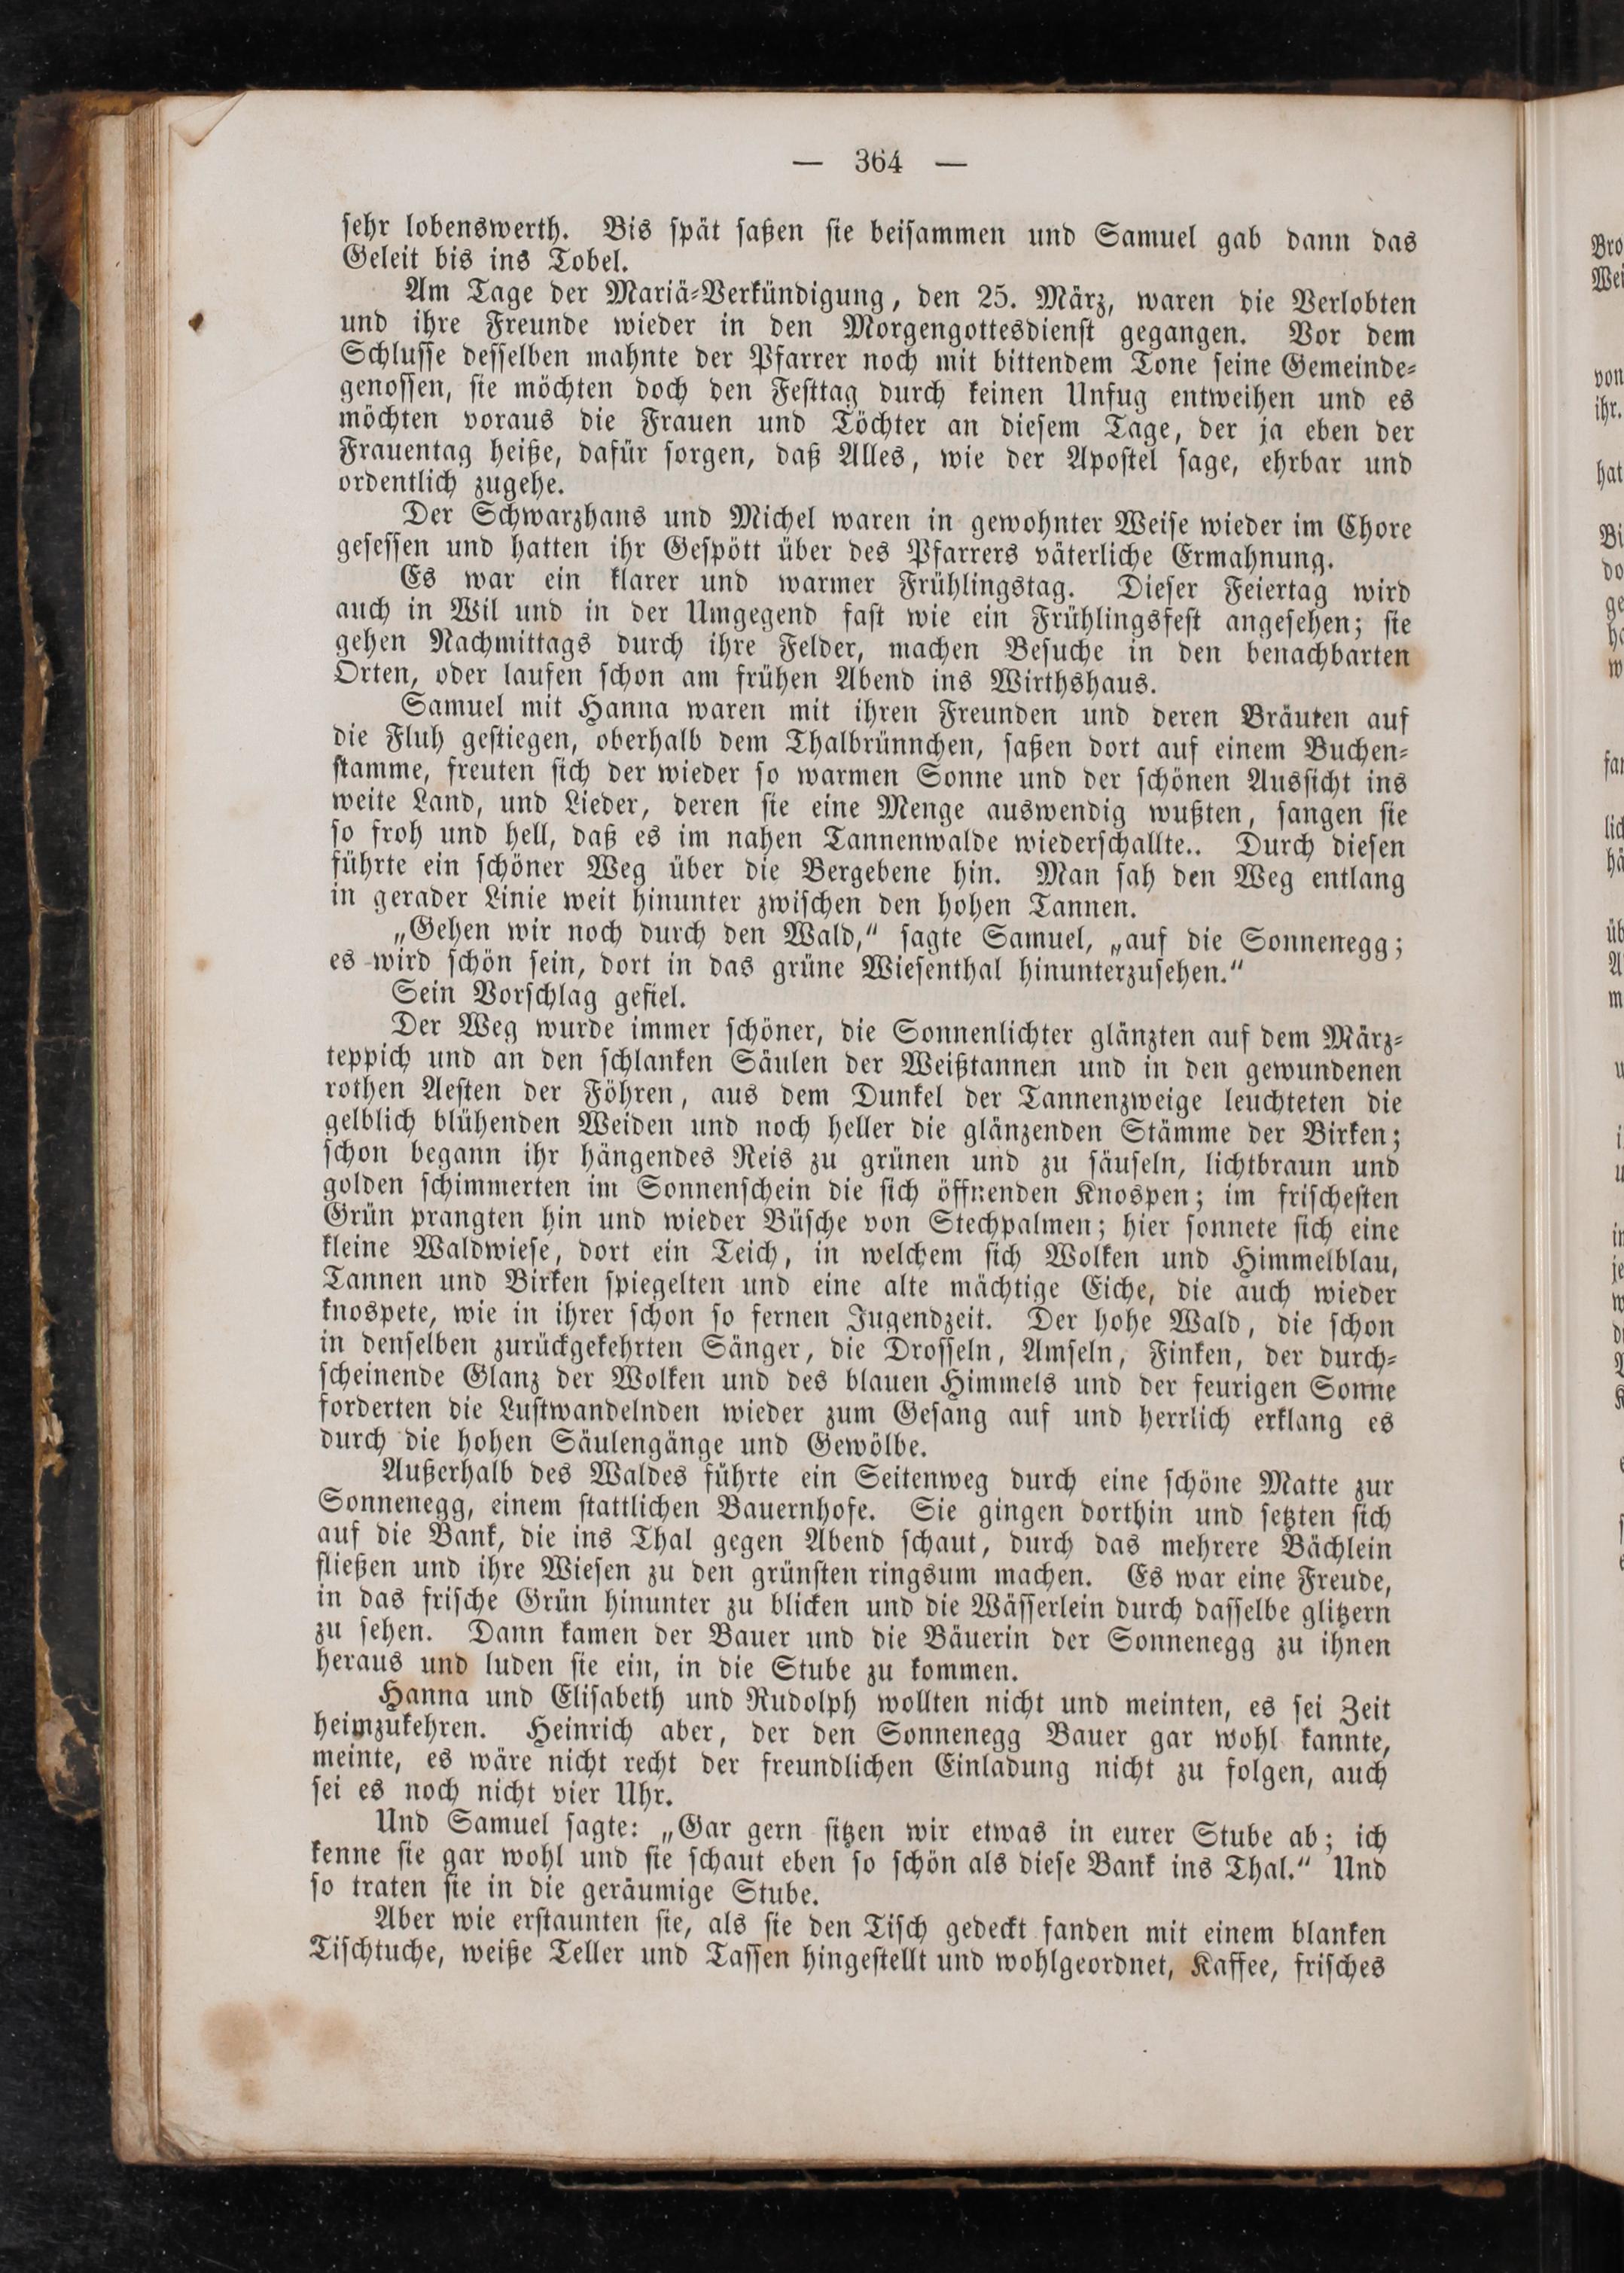 — 364 —
sehr lobenswerth. Bis spät saßen sie beisammen und Samuel gab dann das
Geleit bis ins Tobel.
Am Tage der Mariä-Verkündigung, den 25. März, waren die Verlobten
und ihre Freunde wieder in den Morgengottesdienst gegangen. Vor dem
Schlusse desselben mahnte der Pfarrer noch mit bittendem Tone seine Gemeinde-
genossen, sie möchten doch den Festtag durch keinen Unfug entweihen und es
möchten voraus die Frauen und Töchter an diesem Tage, der ja eben der
Frauentag heiße, dafür sorgen, daß Alles, wie der Apostel sage, ehrbar und
ordentlich zugehe.
Der Schwarzhans und Michel waren in gewohnter Weise wieder im Chore
gesessen und hatten ihr Gespött über des Pfarrers väterliche Ermahnung.
Es war ein klarer und warmer Frühlingstag. Dieser Feiertag wird
auch in Wil und in der Umgegend fast wie ein Frühlingsfest angesehen; sie
gehen Nachmittags durch ihre Felder, machen Besuche in den benachbarten
Orten, oder laufen schon am frühen Abend ins Wirthshaus.
Samuel mit Hanna waren mit ihren Freunden und deren Bräuten auf
die Fluh gestiegen, oberhalb dem Thalbrünnchen, saßen dort auf einem Buchen-
stamme, freuten sich der wieder so warmen Sonne und der schönen Aussicht ins
weite Land, und Lieder, deren sie eine Menge auswendig wußten, sangen sie
so froh und hell, daß es im nahen Tannenwalde wiederschallte.. Durch diesen
führte ein schöner Weg über die Bergebene hin. Man sah den Weg entlang
in gerader Linie weit hinunter zwischen den hohen Tannen.
„Gehen wir noch durch den Wald,“ sagte Samuel, „auf die Sonnenegg;
es wird schön sein, dort in das grüne Wiesenthal hinunterzusehen.“
Sein Vorschlag gefiel.
Der Weg wurde immer schöner, die Sonnenlichter glänzten auf dem März-
teppich und an den schlanken Säulen der Weißtannen und in den gewundenen
rothen Aesten der Föhren, aus dem Dunkel der Tannenzweige leuchteten die
gelblich blühenden Weiden und noch heller die glänzenden Stämme der Birken;
schon begann ihr hängendes Reis zu grünen und zu säuseln, lichtbraun und
golden schimmerten im Sonnenschein die sich öffnenden Knospen; im frischesten
Grün prangten hin und wieder Büsche von Stechpalmen; hier sonnete sich eine
kleine Waldwiese, dort ein Teich, in welchem sich Wolken und Himmelblau,
Tannen und Birken spiegelten und eine alte mächtige Eiche, die auch wieder
knospete, wie in ihrer schon so fernen Jugendzeit. Der hohe Wald, die schon
in denselben zurückgekehrten Sänger, die Drosseln, Amseln, Finken, der durch-
scheinende Glanz der Wolken und des blauen Himmels und der feurigen Sonne
forderten die Lustwandelnden wieder zum Gesang auf und herrlich erklang es
durch die hohen Säulengänge und Gewölbe.
Außerhalb des Waldes führte ein Seitenweg durch eine schöne Matte zur
Sonnenegg, einem stattlichen Bauernhofe. Sie gingen dorthin und setzten sich
auf die Bank, die ins Thal gegen Abend schaut, durch das mehrere Bächlein
fließen und ihre Wiesen zu den grünsten ringsum machen. Es war eine Freude,
in das frische Grün hinunter zu blicken und die Wässerlein durch dasselbe glitzern
zu sehen. Dann kamen der Bauer und die Bäuerin der Sonnenegg zu ihnen
heraus und luden sie ein, in die Stube zu kommen.
Hanna und Elisabeth und Rudolph wollten nicht und meinten, es sei Zeit
heimzukehren. Heinrich aber, der den Sonnenegg Bauer gar wohl kannte,
meinte, es wäre nicht recht der freundlichen Einladung nicht zu folgen, auch
sei es noch nicht vier Uhr.
Und Samuel sagte: „Gar gern sitzen wir etwas in eurer Stube ab; ich
kenne sie gar wohl und sie schaut eben so schön als diese Bank ins Thal.“ Und
so traten sie in die geräumige Stube.
Aber wie erstaunten sie, als sie den Tisch gedeckt fanden mit einem blanken
Tischtuche, weiße Teller und Tassen hingestellt und wohlgeordnet, Kaffee, frisches